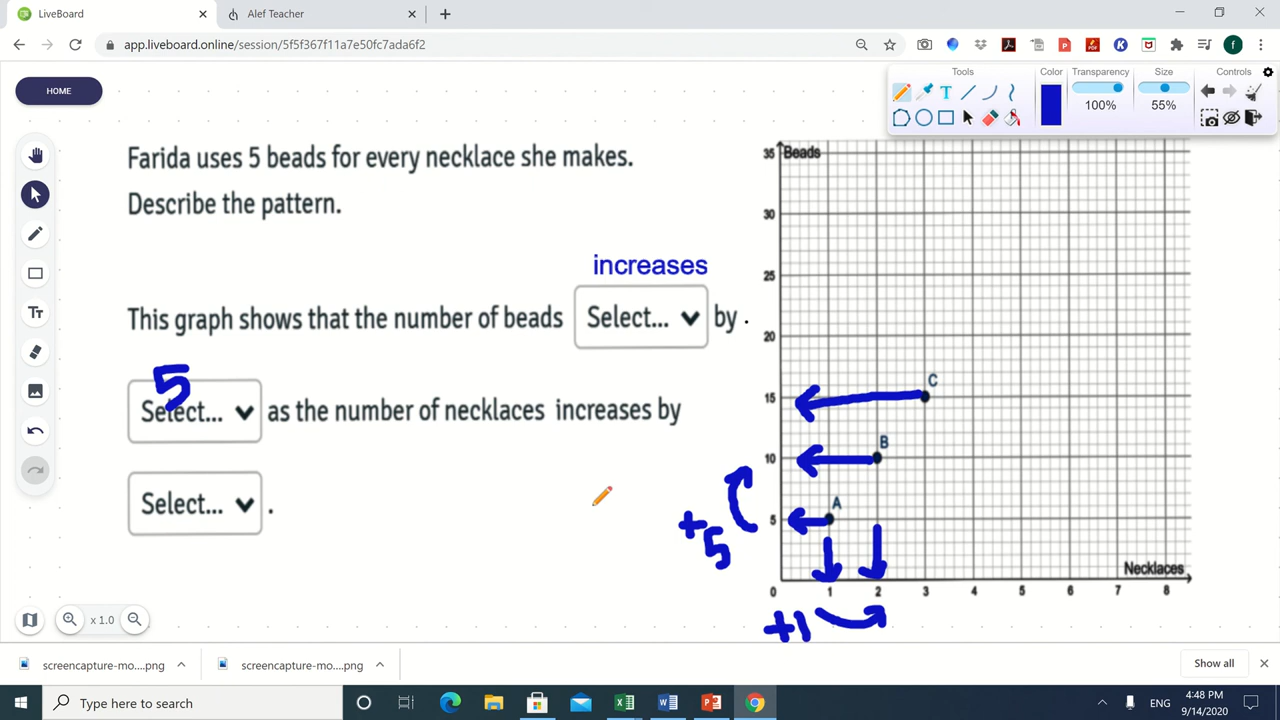 LiveBoard
Alef Teacher
app.liveboard.online/session/5f5f367f11a7e50fc7da1a6f2
HOME
Tools
Color
Transparency
Size
Controls
T
100%
55%
Farida uses 5 beads for every necklace she makes.
Describe the pattern.
increases
This graph shows that the number of beads Select... by .
5
Select... as the number of necklaces increases by
Select... .
Tt
x 1.0
Beads
35
30
25
20
15
10
5
0 1 2 3 4 5 6 7 8
Necklaces
C
B
A
+5
+1
screencapture-mo....png
screencapture-mo....png
Show all
Type here to search
ENG
4:48 PM
9/14/2020